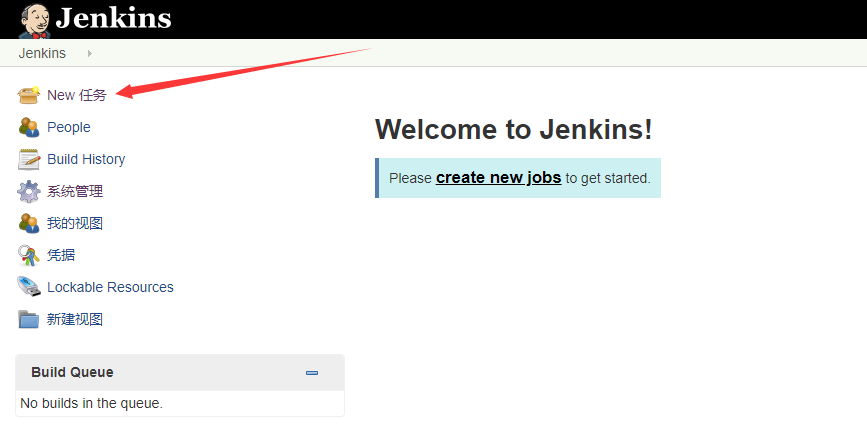 Jenkins
Jenkins
New 任务
People
Build History
系统管理
我的视图
凭据
Lockable Resources
新建视图
Build Queue
No builds in the queue.
Welcome to Jenkins!
Please create new jobs to get started.